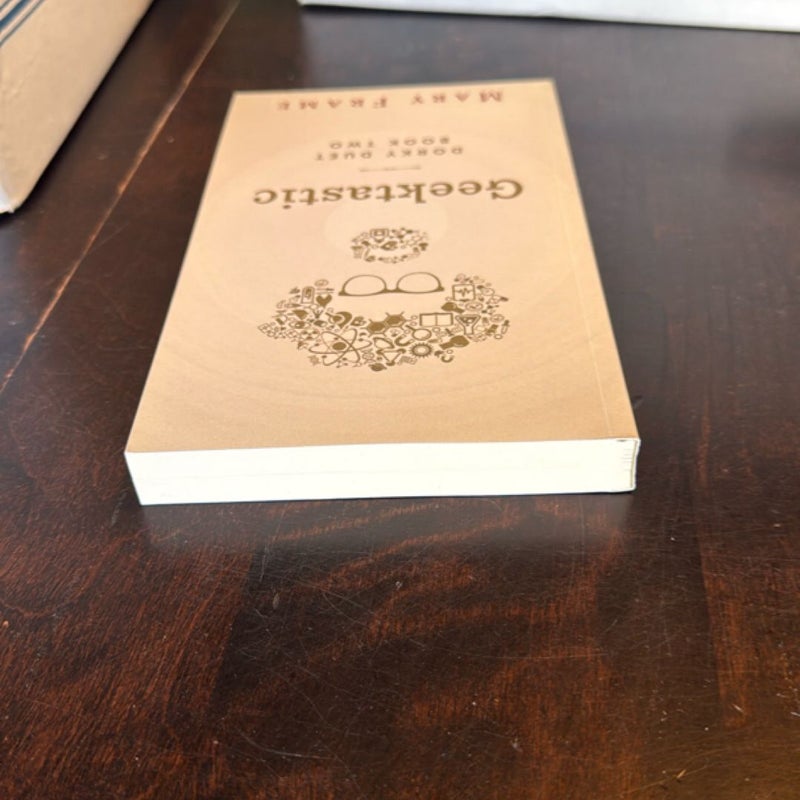 Geektastic
DORKY DUET
BOOK TWO
MARY FRAME